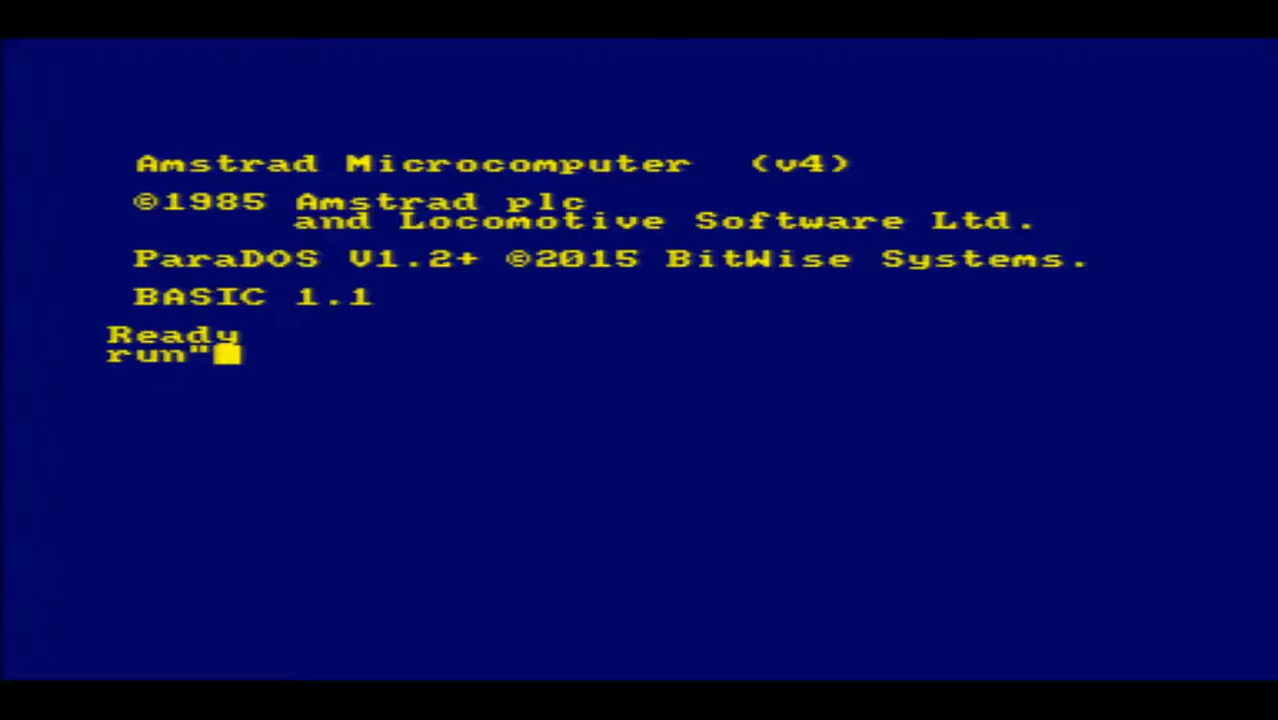 Amstrad Microcomputer (v4)
©1985 Amstrad plc
and Locomotive Software Ltd.
ParaDOS V1.2+ ©2015 BitWise Systems.
BASIC 1.1
Ready
run"